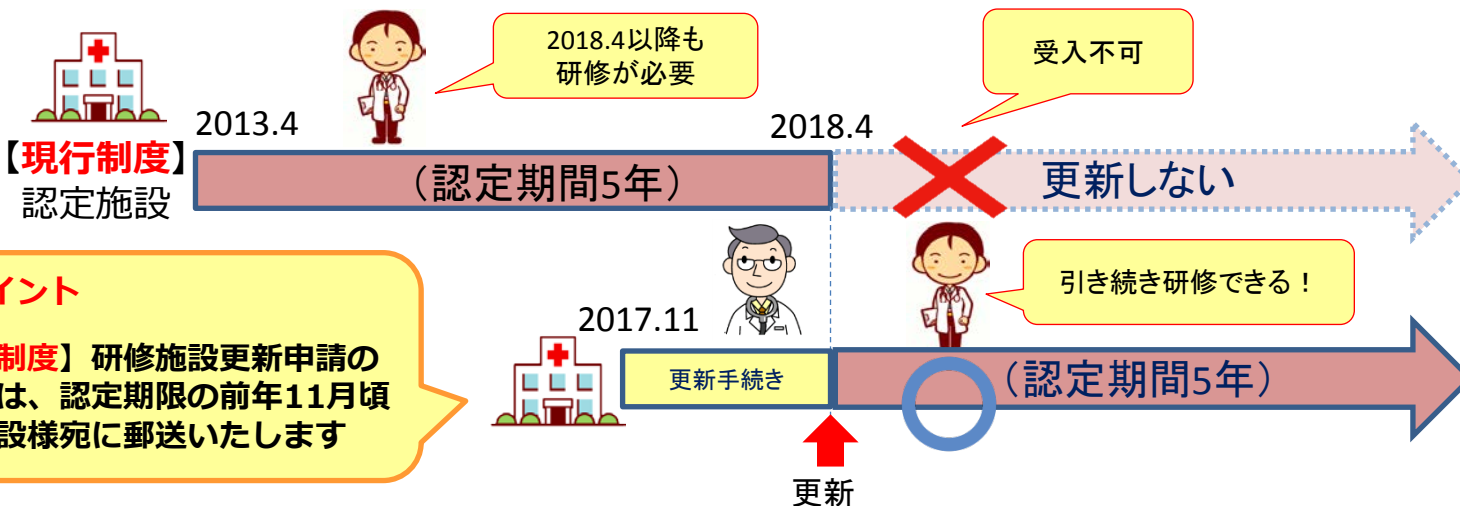 2018.4以降も
研修が必要
受入不可
2013.4
2018.4
【現行制度】
認定施設
（認定期間5年）
更新しない
イント
制度】研修施設更新申請の
は、認定期限の前年11月頃
設様宛に郵送いたします
2017.11
更新手続き
引き続き研修できる！
（認定期間5年）
更新